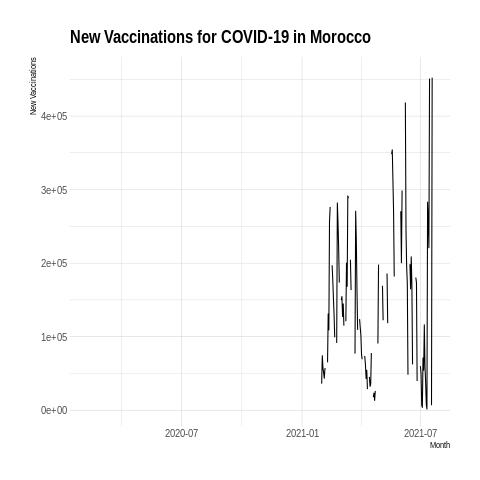 New Vaccinations for COVID-19 in Morocco
New Vaccinations
4e+05
3e+05
2e+05
1e+05
0e+00
2020-07
2021-01
2021-07
Month